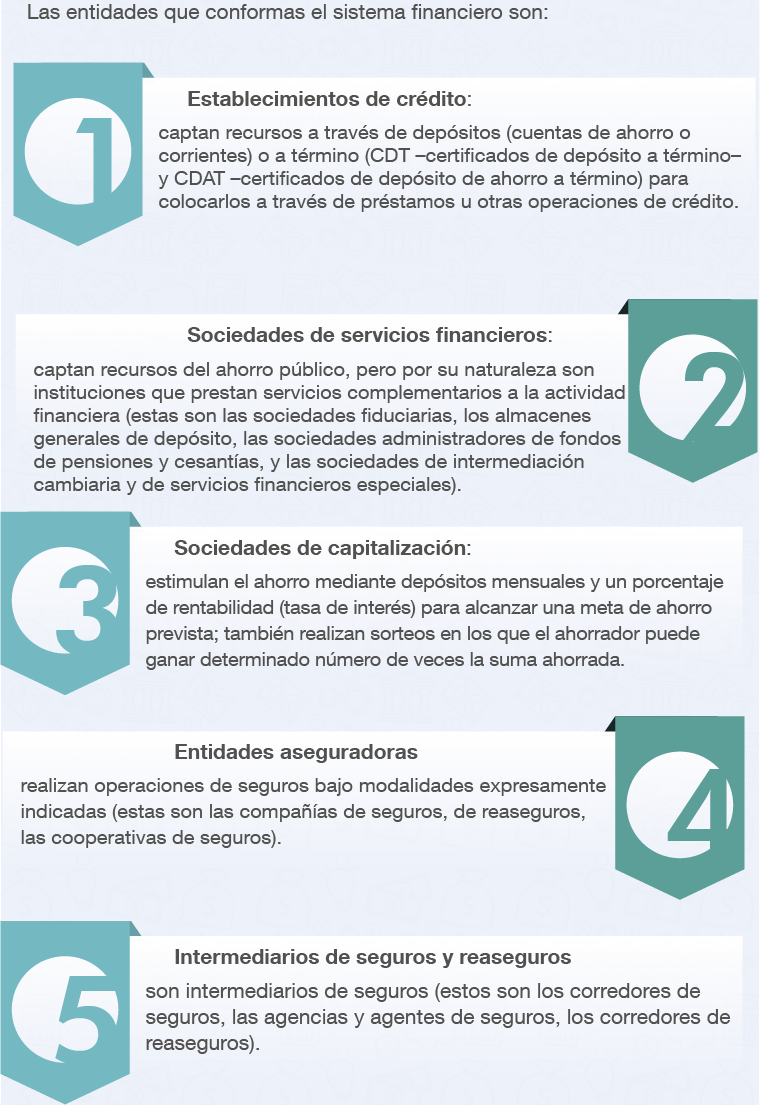 Las entidades que conformas el sistema financiero son:
1
Establecimientos de crédito:
captan recursos a través de depósitos (cuentas de ahorro o
corrientes) o a término (CDT –certificados de depósito a término–
y CDAT –certificados de depósito de ahorro a término) para
colocarlos a través de préstamos u otras operaciones de crédito.
2
Sociedades de servicios financieros:
captan recursos del ahorro público, pero por su naturaleza son
instituciones que prestan servicios complementarios a la actividad
financiera (estas son las sociedades fiduciarias, los almacenes
generales de depósito, las sociedades administradores de fondos
de pensiones y cesantías, y las sociedades de intermediación
cambiaria y de servicios financieros especiales).
3
Sociedades de capitalización:
estimulan el ahorro mediante depósitos mensuales y un porcentaje
de rentabilidad (tasa de interés) para alcanzar una meta de ahorro
prevista; también realizan sorteos en los que el ahorrador puede
ganar determinado número de veces la suma ahorrada.
4
Entidades aseguradoras
realizan operaciones de seguros bajo modalidades expresamente
indicadas (estas son las compañías de seguros, de reaseguros,
las cooperativas de seguros).
5
Intermediarios de seguros y reaseguros
son intermediarios de seguros (estos son los corredores de
seguros, las agencias y agentes de seguros, los corredores de
reaseguros).